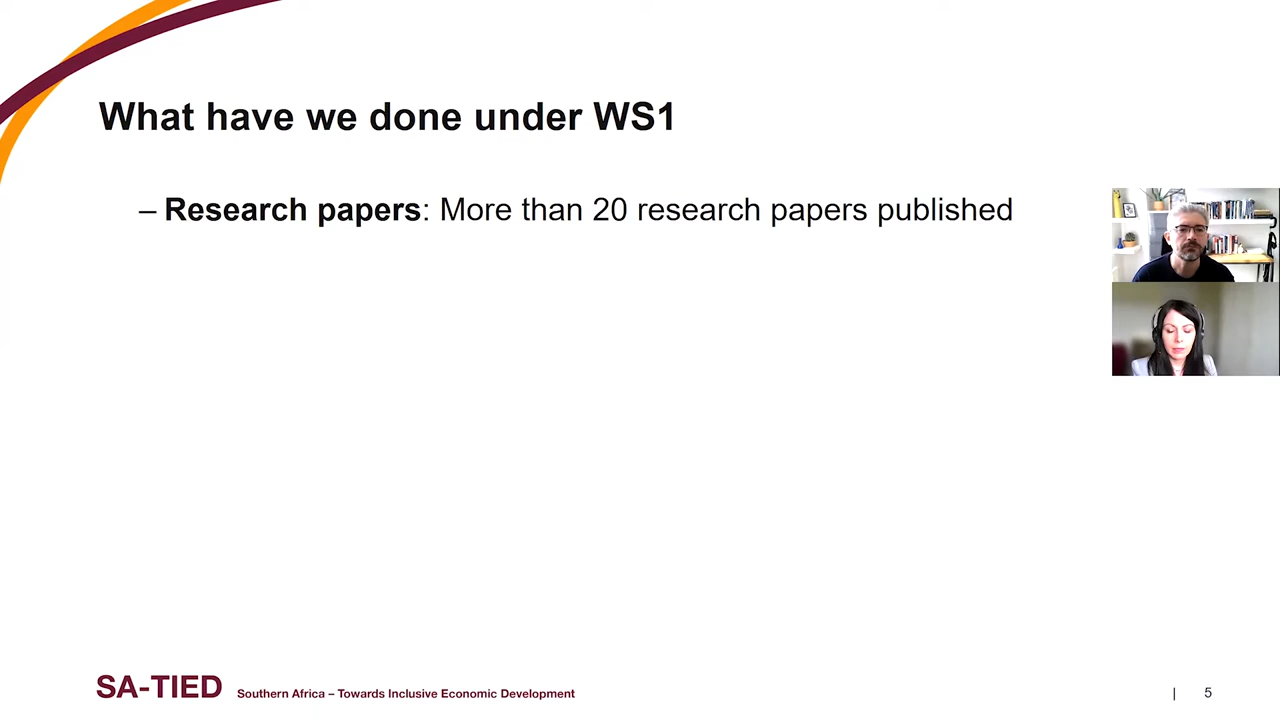 What have we done under WS1
– Research papers: More than 20 research papers published
SA-TIED Southern Africa – Towards Inclusive Economic Development
| 5